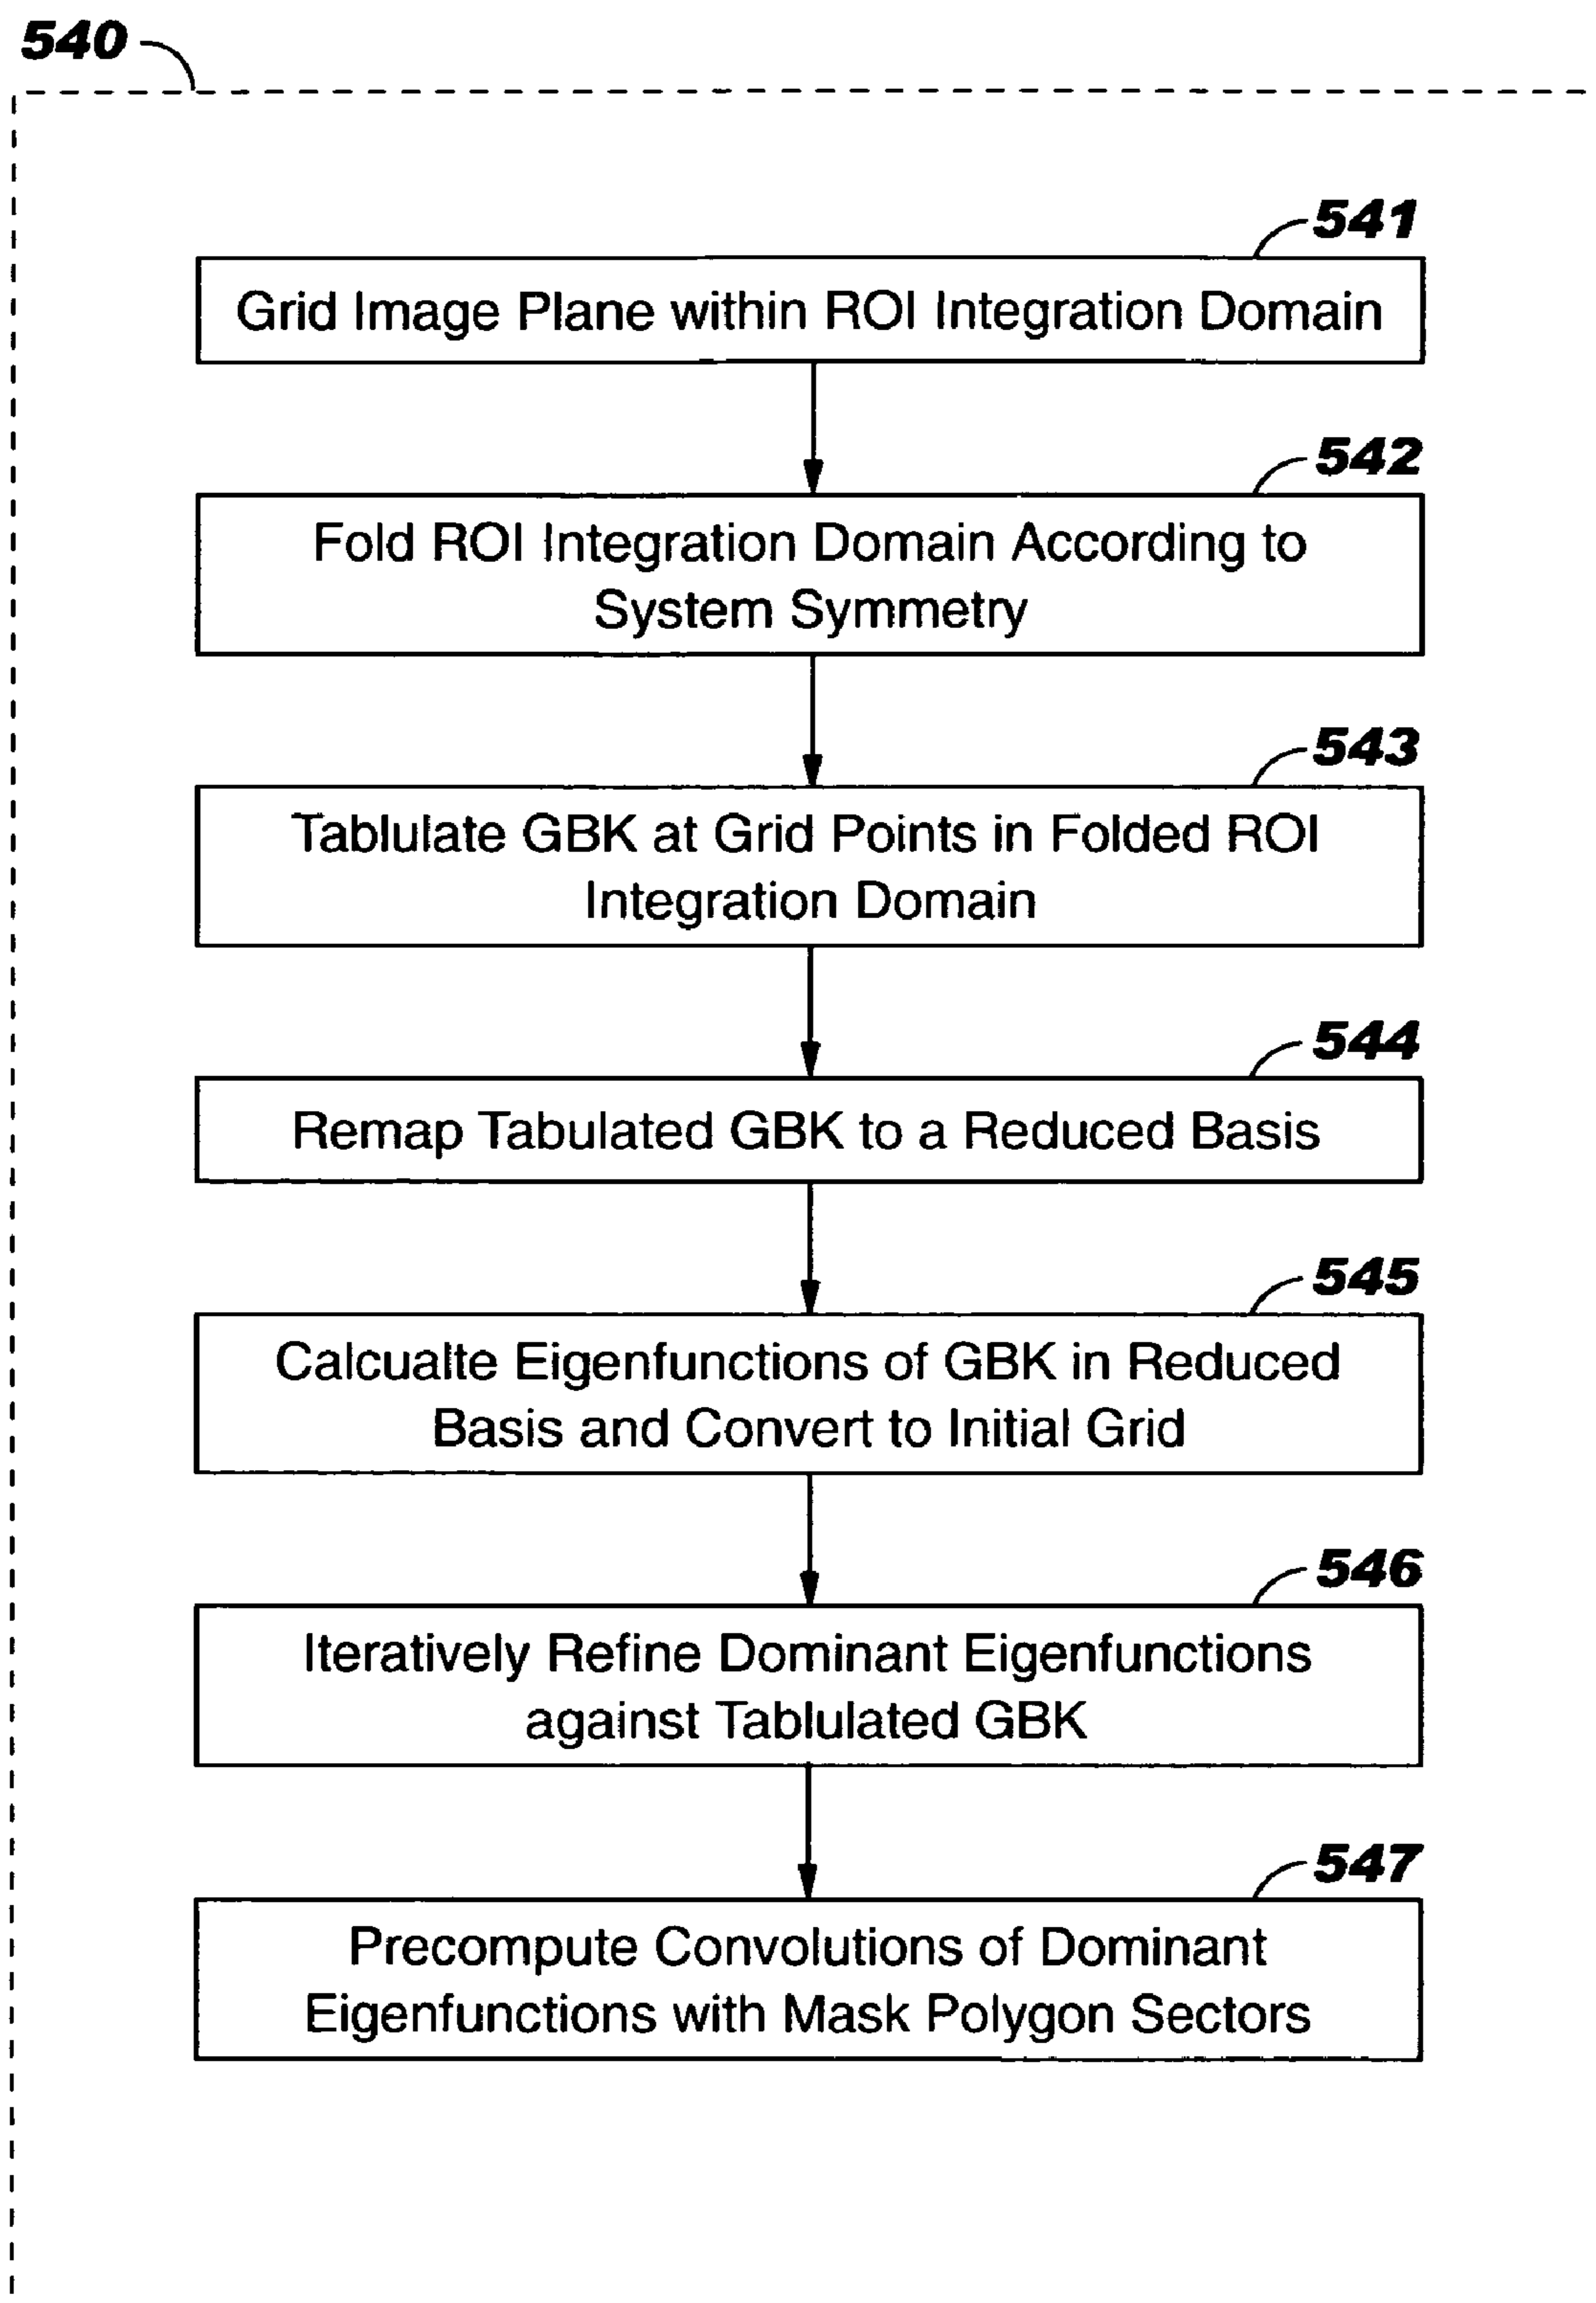 540
541
Grid Image Plane within ROI Integration Domain
542
Fold ROI Integration Domain According to
System Symmetry
543
Tablulate GBK at Grid Points in Folded ROI
Integration Domain
544
Remap Tabulated GBK to a Reduced Basis
545
Calcualte Eigenfunctions of GBK in Reduced
Basis and Convert to Initial Grid
546
Iteratively Refine Dominant Eigenfunctions
against Tablulated GBK
547
Precompute Convolutions of Dominant
Eigenfunctions with Mask Polygon Sectors